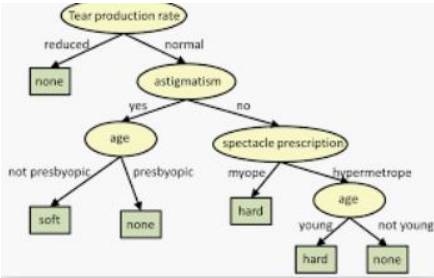 Tear production rate
reduced normal
none astigmatism
yes no
age spectacle prescription
not presbyopic presbyopic myope hypermetrope
soft none hard age
young not young
hard none